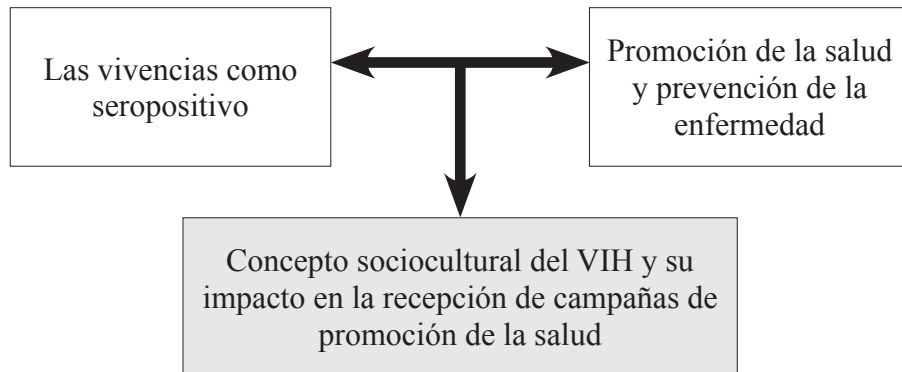 Las vivencias como
seropositivo
Promoción de la salud
y prevención de la
enfermedad
Concepto sociocultural del VIH y su
impacto en la recepción de campañas de
promoción de la salud